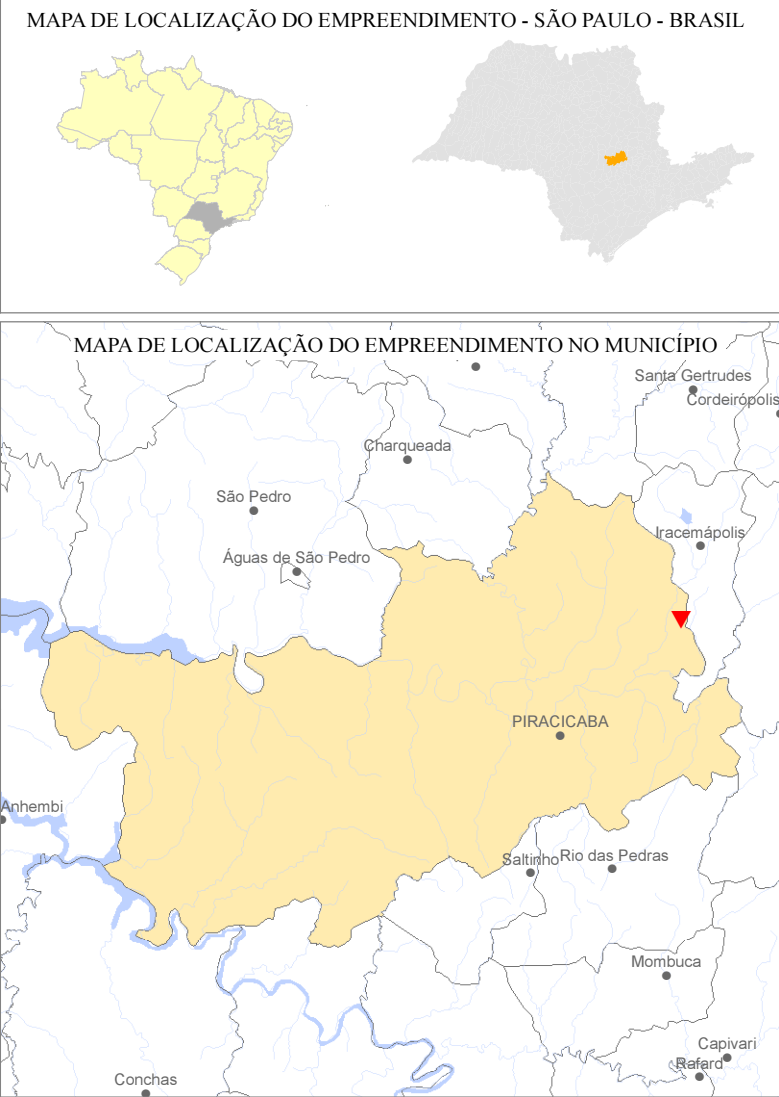 MAPA DE LOCALIZAÇÃO DO EMPREENDIMENTO - SÃO PAULO - BRASIL
MAPA DE LOCALIZAÇÃO DO EMPREENDIMENTO NO MUNICÍPIO
Santa Gertrudes
Cordeirópolis
Charqueada
São Pedro
Iracemápolis
Águas de São Pedro
PIRACICABA
Anhembi
Saltinho
Rio das Pedras
Mombuca
Capivari
Rafard
Conchas